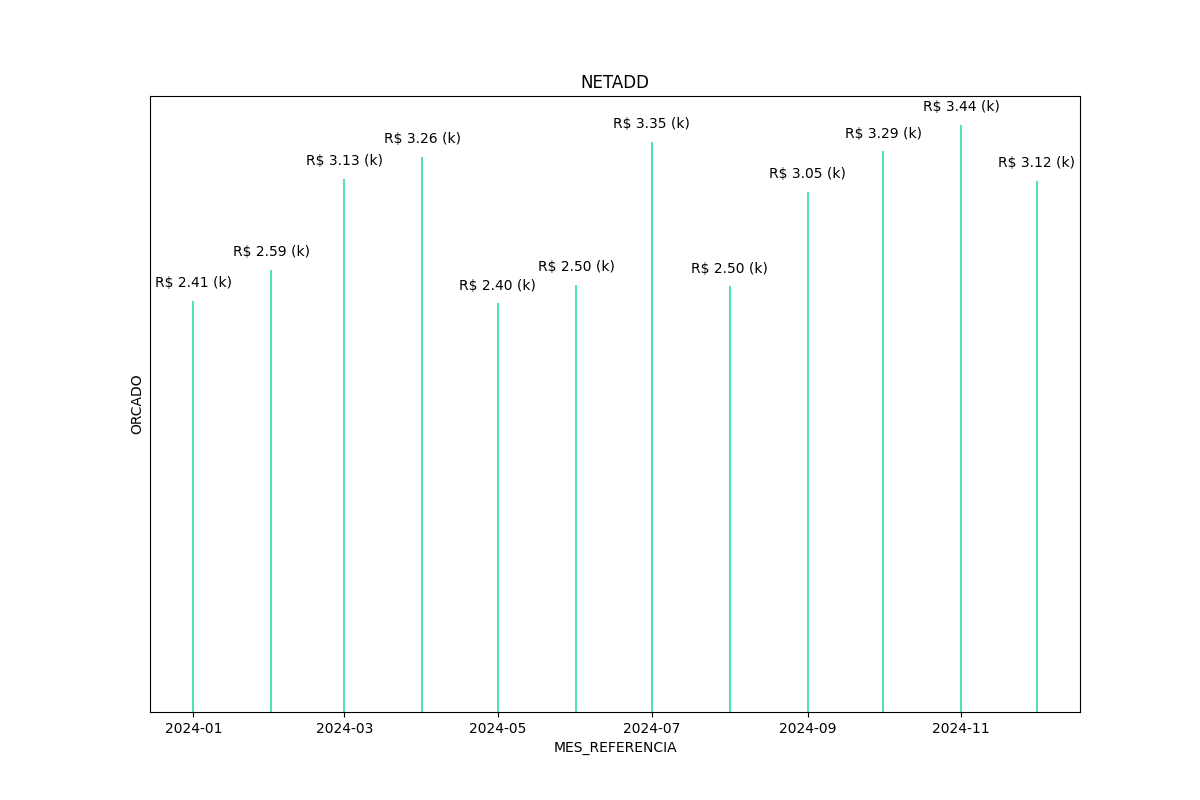 NETADD
R$ 2.41 (k)
R$ 2.59 (k)
R$ 3.13 (k)
R$ 3.26 (k)
R$ 2.40 (k)
R$ 2.50 (k)
R$ 3.35 (k)
R$ 2.50 (k)
R$ 3.05 (k)
R$ 3.29 (k)
R$ 3.44 (k)
R$ 3.12 (k)
ORCADO
2024-01 2024-03 2024-05 2024-07 2024-09 2024-11
MES_REFERENCIA